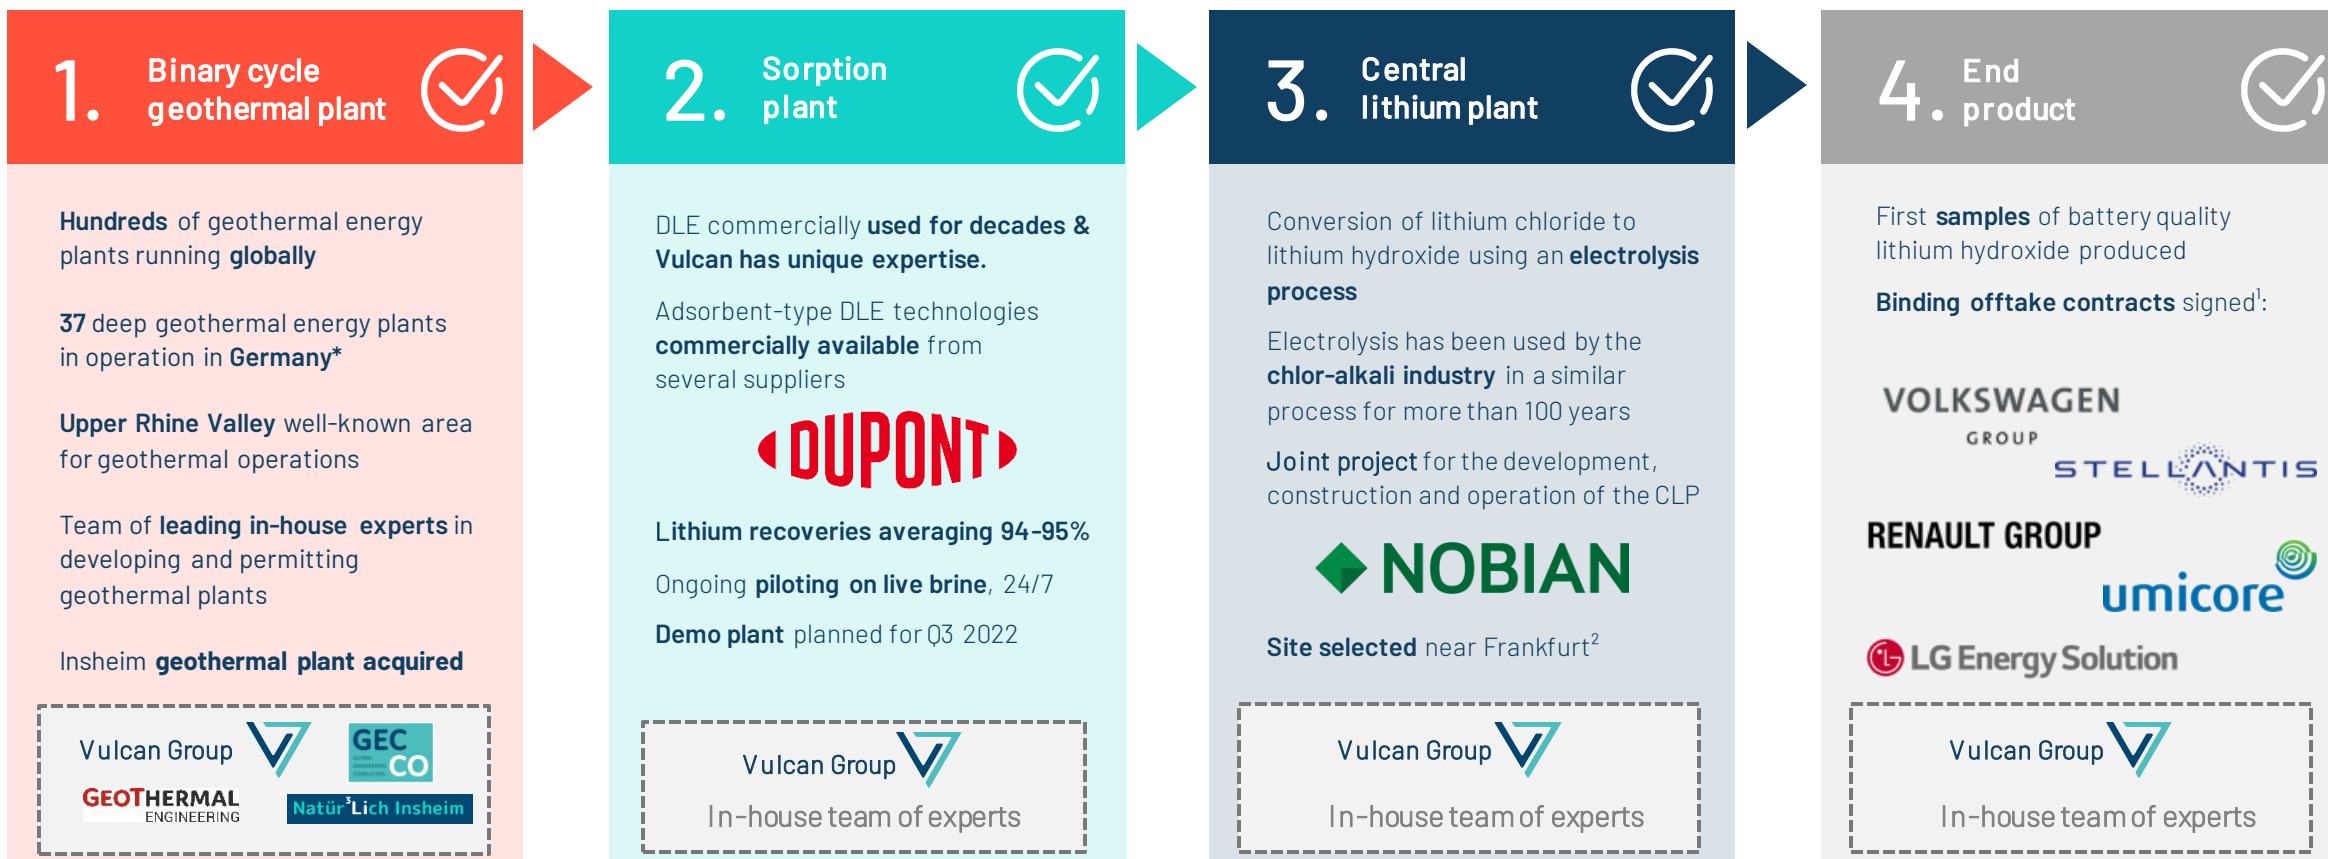 1. Binary cycle
geothermal plant
Hundreds of geothermal energy
plants running globally
37 deep geothermal energy plants
in operation in Germany*
Upper Rhine Valley well-known area
for geothermal operations
Team of leading in-house experts in
developing and permitting
geothermal plants
Insheim geothermal plant acquired
Vulcan Group
GEC
CO
GLOBAL
ENGINEERING
CONSULTING
GEOTHERMAL
ENGINEERING
Natür³Lich Insheim
2. Sorption
plant
DLE commercially used for decades &
Vulcan has unique expertise.
Adsorbent-type DLE technologies
commercially available from
several suppliers
DUPONT
Lithium recoveries averaging 94-95%
Ongoing piloting on live brine, 24/7
Demo plant planned for Q3 2022
Vulcan Group
In-house team of experts
3. Central
lithium plant
Conversion of lithium chloride to
lithium hydroxide using an electrolysis
process
Electrolysis has been used by the
chlor-alkali industry in a similar
process for more than 100 years
Joint project for the development,
construction and operation of the CLP
NOBIAN
Site selected near Frankfurt²
Vulcan Group
In-house team of experts
4. End
product
First samples of battery quality
lithium hydroxide produced
Binding offtake contracts signed¹:
VOLKSWAGEN
GROUP
STELLANTIS
RENAULT GROUP
umicore
LG Energy Solution
Vulcan Group
In-house team of experts